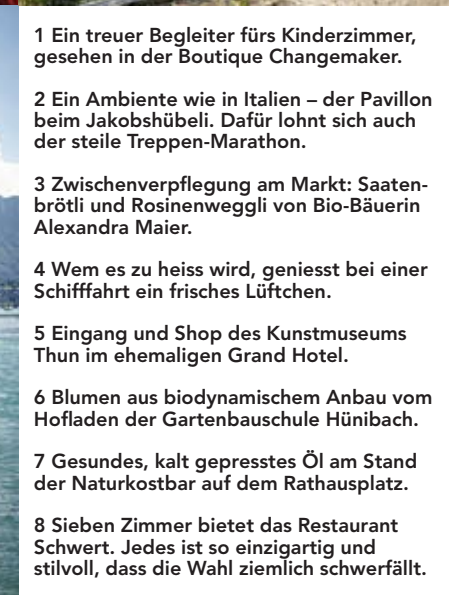 1 Ein treuer Begleiter fürs Kinderzimmer,
gesehen in der Boutique Changemaker.
2 Ein Ambiente wie in Italien – der Pavillon
beim Jakobshübeli. Dafür lohnt sich auch
der steile Treppen-Marathon.
3 Zwischenverpflegung am Markt: Saaten-
brötli und Rosinenweggli von Bio-Bäuerin
Alexandra Maier.
4 Wem es zu heiss wird, geniesst bei einer
Schifffahrt ein frisches Lüftchen.
5 Eingang und Shop des Kunstmuseums
Thun im ehemaligen Grand Hotel.
6 Blumen aus biodynamischem Anbau vom
Hofladen der Gartenbauschule Hünibach.
7 Gesundes, kalt gepresstes Öl am Stand
der Naturkostbar auf dem Rathausplatz.
8 Sieben Zimmer bietet das Restaurant
Schwert. Jedes ist so einzigartig und
stilvoll, dass die Wahl ziemlich schwerfällt.